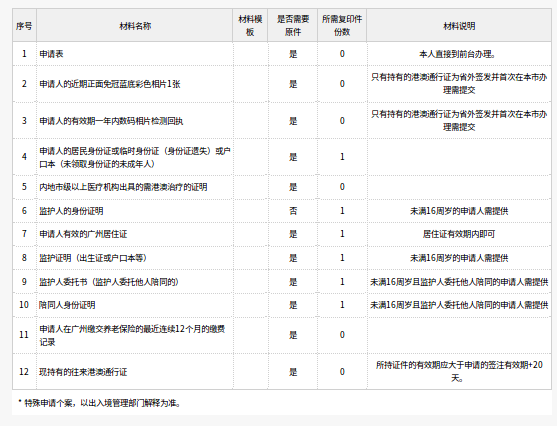 序号 材料名称 材料模板 是否需要原件 所需复印件份数 材料说明
1 申请表 是 0 本人直接到前台办理。
2 申请人的近期正面免冠蓝底彩色相片1张 是 0 只有持有的港澳通行证为省外签发并首次在本市办
理需提交
3 申请人的有效期一年内数码相片检测回执 是 0 只有持有的港澳通行证为省外签发并首次在本市办
理需提交
4 申请人的居民身份证或临时身份证（身份证遗失）或户
口本（未领取身份证的未成年人） 是 1
5 内地市级以上医疗机构出具的需港澳治疗的证明 是 0
6 监护人的身份证明 否 1 未满16周岁的申请人需提供
7 申请人有效的广州居住证 是 1 居住证有效期内即可
8 监护证明（出生证或户口本等） 是 1 未满16周岁的申请人需提供
9 监护人委托书（监护人委托他人陪同的） 是 1 未满16周岁且监护人委托他人陪同的申请人需提供
10 陪同人身份证明 是 1 未满16周岁且监护人委托他人陪同的申请人需提供
11 申请人在广州缴交养老保险的最近连续12个月的缴费
记录 是 0
12 现持有的往来港澳通行证 是 0 所持证件的有效期应大于申请的签注有效期+20
天。
* 特殊申请个案，以出入境管理部门解释为准。